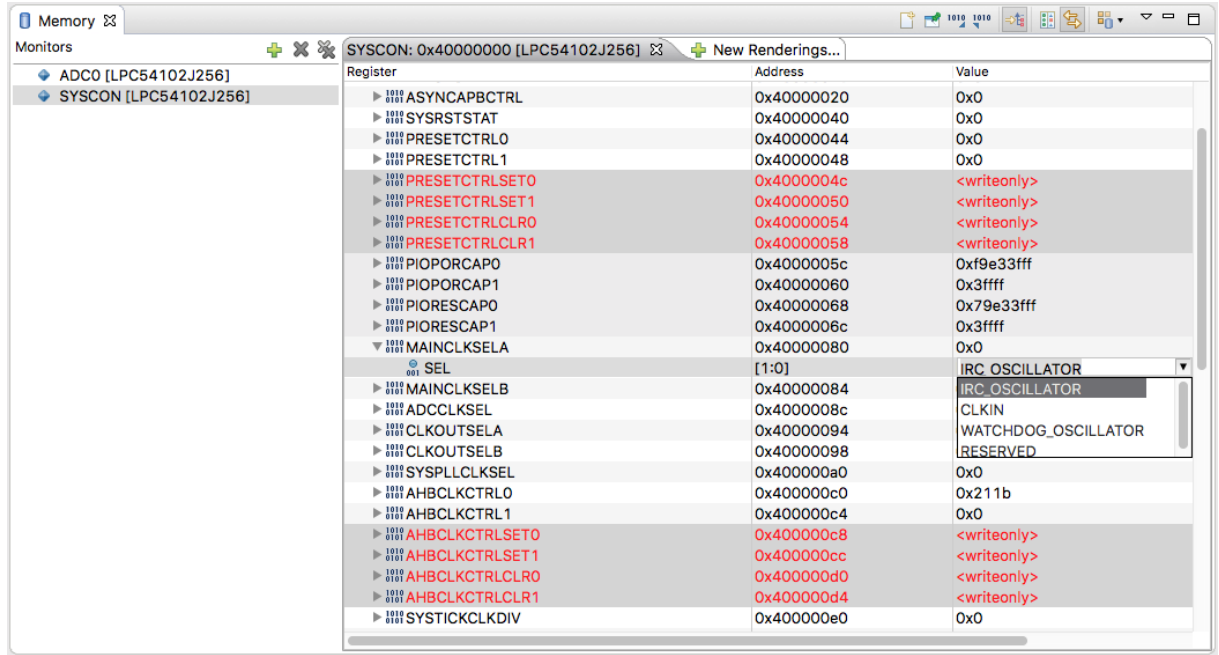 Memory
Monitors
ADC0 [LPC54102J256]
SYSCON [LPC54102J256]
SYSCON: 0x40000000 [LPC54102J256] New Renderings...
Register Address Value
ASYNCAPBCTRL 0x40000020 0x0
SYSRSTSTAT 0x40000040 0x0
PRESETCTRL0 0x40000044 0x0
PRESETCTRL1 0x40000048 0x0
PRESETCTRLSET0 0x4000004c <writeonly>
PRESETCTRLSET1 0x40000050 <writeonly>
PRESETCTRLCLR0 0x40000054 <writeonly>
PRESETCTRLCLR1 0x40000058 <writeonly>
PIOPORCAP0 0x4000005c 0xf9e33fff
PIOPORCAP1 0x40000060 0x3ffff
PIORESCAP0 0x40000068 0x79e33fff
PIORESCAP1 0x4000006c 0x3ffff
MAINCLKSELA 0x40000080 0x0
SEL [1:0] IRC_OSCILLATOR
MAINCLKSELB 0x40000084 IRC_OSCILLATOR
ADCCLKSEL 0x4000008c CLKIN
CLKOUTSELA 0x40000094 WATCHDOG_OSCILLATOR
CLKOUTSELB 0x40000098 RESERVED
SYSPLLCLKSEL 0x400000a0 0x0
AHBCLKCTRL0 0x400000c0 0x211b
AHBCLKCTRL1 0x400000c4 0x0
AHBCLKCTRLSET0 0x400000c8 <writeonly>
AHBCLKCTRLSET1 0x400000cc <writeonly>
AHBCLKCTRLCLR0 0x400000d0 <writeonly>
AHBCLKCTRLCLR1 0x400000d4 <writeonly>
SYSTICKCLKDIV 0x400000e0 0x0